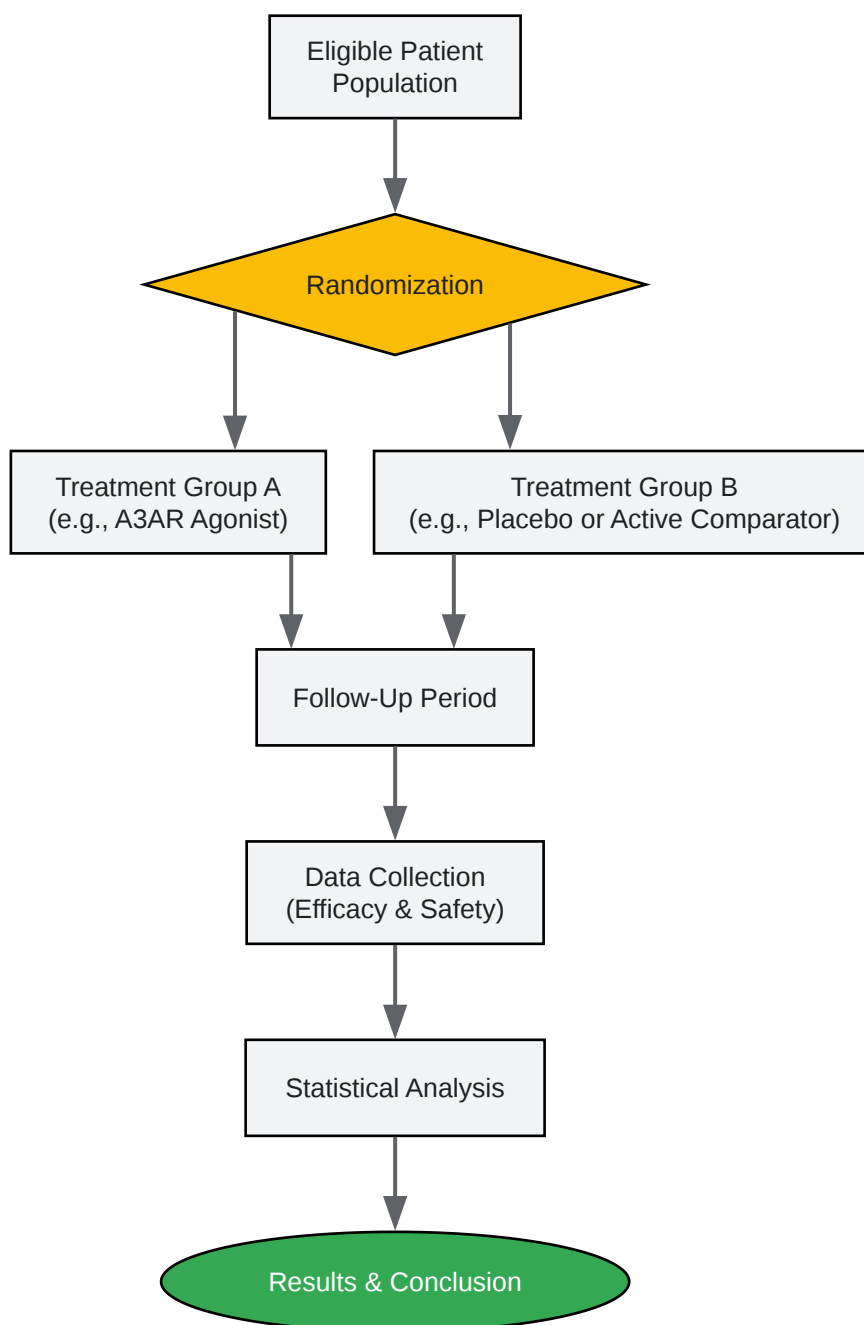 Eligible Patient
Population
Randomization
Treatment Group A
(e.g., A3AR Agonist)
Treatment Group B
(e.g., Placebo or Active Comparator)
Follow-Up Period
Data Collection
(Efficacy & Safety)
Statistical Analysis
Results & Conclusion